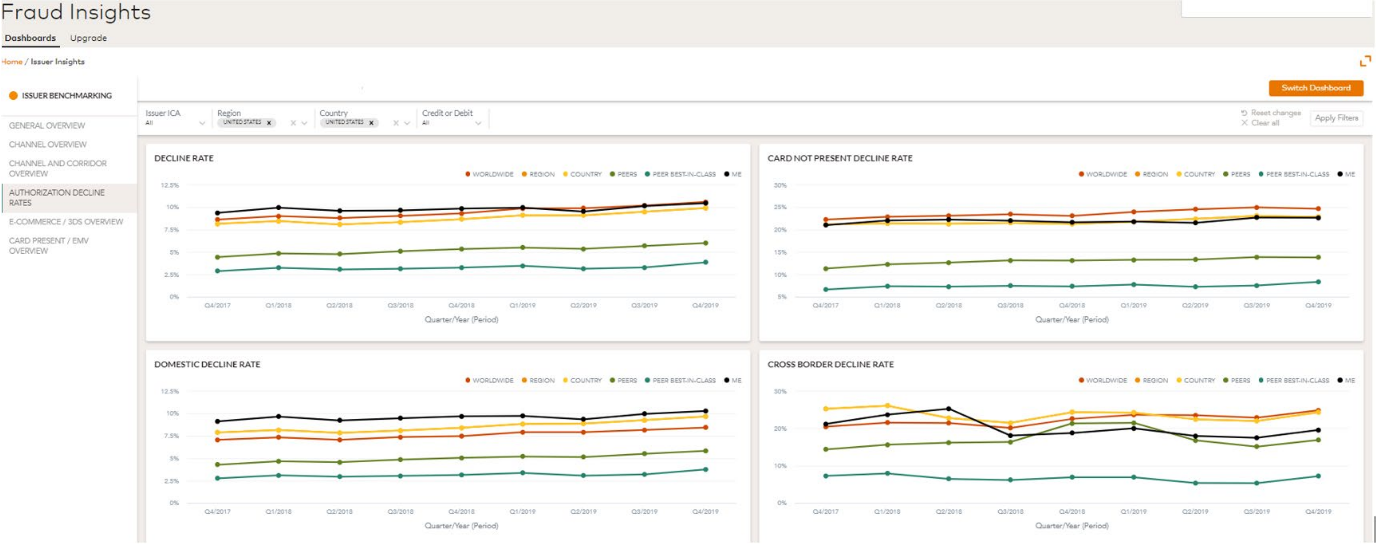 Fraud Insights
Dashboards Upgrade
Home / Issuer Insights
ISSUER BENCHMARKING
Switch Dashboard
Issuer ICA Region Country Credit or Debit
All UNITED STATES x UNITED STATES x All
Reset changes
Clear all
Apply Filters
GENERAL OVERVIEW
CHANNEL OVERVIEW
CHANNEL AND CORRIDOR
OVERVIEW
AUTHORIZATION DECLINE
RATES
E-COMMERCE / 3DS OVERVIEW
CARD PRESENT / EMV
OVERVIEW
DECLINE RATE
WORLDWIDE REGION COUNTRY PEERS PEER BEST-IN-CLASS ME
12.5%
10%
7.5%
5%
2.5%
0%
Q4/2017 Q1/2018 Q2/2018 Q3/2018 Q4/2018 Q1/2019 Q2/2019 Q3/2019 Q4/2019
Quarter/Year (Period)
CARD NOT PRESENT DECLINE RATE
WORLDWIDE REGION COUNTRY PEERS PEER BEST-IN-CLASS ME
30%
25%
20%
15%
10%
5%
Q4/2017 Q1/2018 Q2/2018 Q3/2018 Q4/2018 Q1/2019 Q2/2019 Q3/2019 Q4/2019
Quarter/Year (Period)
DOMESTIC DECLINE RATE
WORLDWIDE REGION COUNTRY PEERS PEER BEST-IN-CLASS ME
12.5%
10%
7.5%
5%
2.5%
0%
Q4/2017 Q1/2018 Q2/2018 Q3/2018 Q4/2018 Q1/2019 Q2/2019 Q3/2019 Q4/2019
Quarter/Year (Period)
CROSS BORDER DECLINE RATE
WORLDWIDE REGION COUNTRY PEERS PEER BEST-IN-CLASS ME
30%
20%
10%
0%
Q4/2017 Q1/2018 Q2/2018 Q3/2018 Q4/2018 Q1/2019 Q2/2019 Q3/2019 Q4/2019
Quarter/Year (Period)